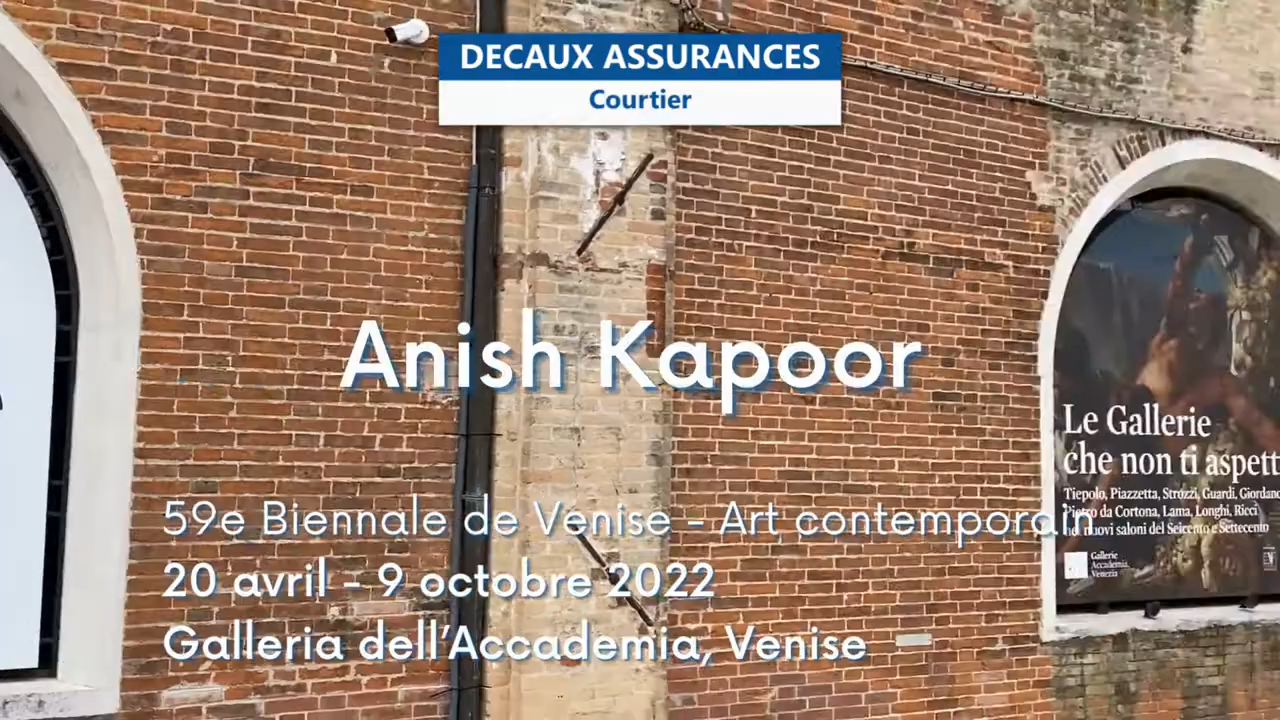 DECAUX ASSURANCES
Courtier
Anish Kapoor
59e Biennale de Venise - Art contemporain
20 avril - 9 octobre 2022
Galleria dell'Accademia, Venise
Le Gallerie
che non ti aspett
Tiepolo, Piazzetta, Strozzi, Guardi, Giordano
Pietro da Cortona, Lama, Longhi, Ricci
nuovi saloni del Seicento e Settecento
Gallerie
Accademia
Venezia